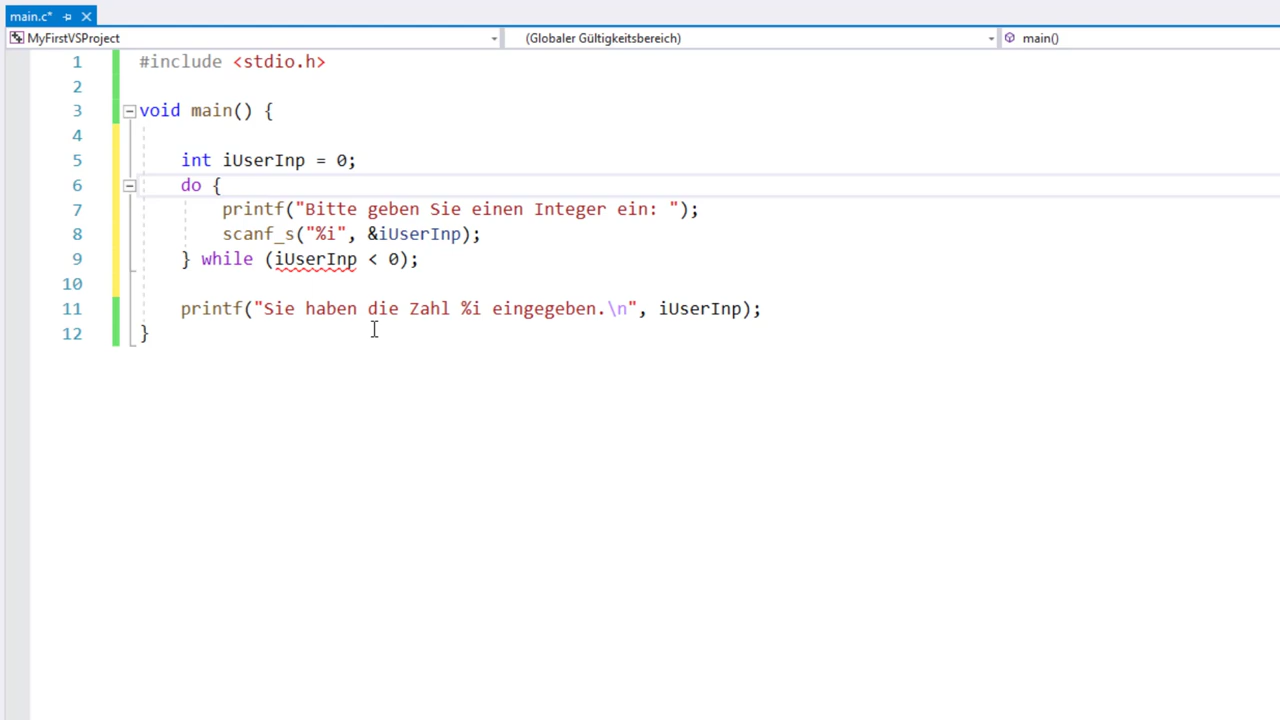 main.c*
MyFirstVSProject (Globaler Gültigkeitsbereich) main()
1 #include <stdio.h>
2
3 void main() {
4
5 int iUserInp = 0;
6 do {
7 printf("Bitte geben Sie einen Integer ein: ");
8 scanf_s("%i", &iUserInp);
9 } while (iUserInp < 0);
10
11 printf("Sie haben die Zahl %i eingegeben.\n", iUserInp);
12 }